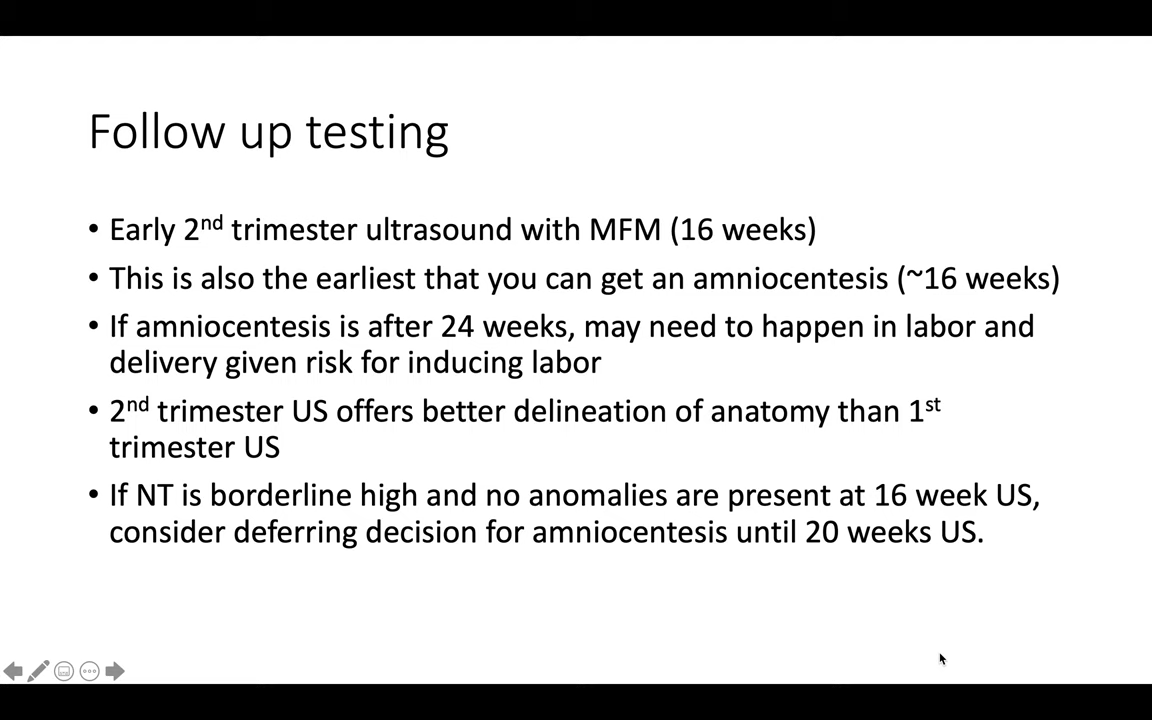 Follow up testing
• Early 2nd trimester ultrasound with MFM (16 weeks)
• This is also the earliest that you can get an amniocentesis (~16 weeks)
• If amniocentesis is after 24 weeks, may need to happen in labor and
delivery given risk for inducing labor
• 2nd trimester US offers better delineation of anatomy than 1st
trimester US
• If NT is borderline high and no anomalies are present at 16 week US,
consider deferring decision for amniocentesis until 20 weeks US.